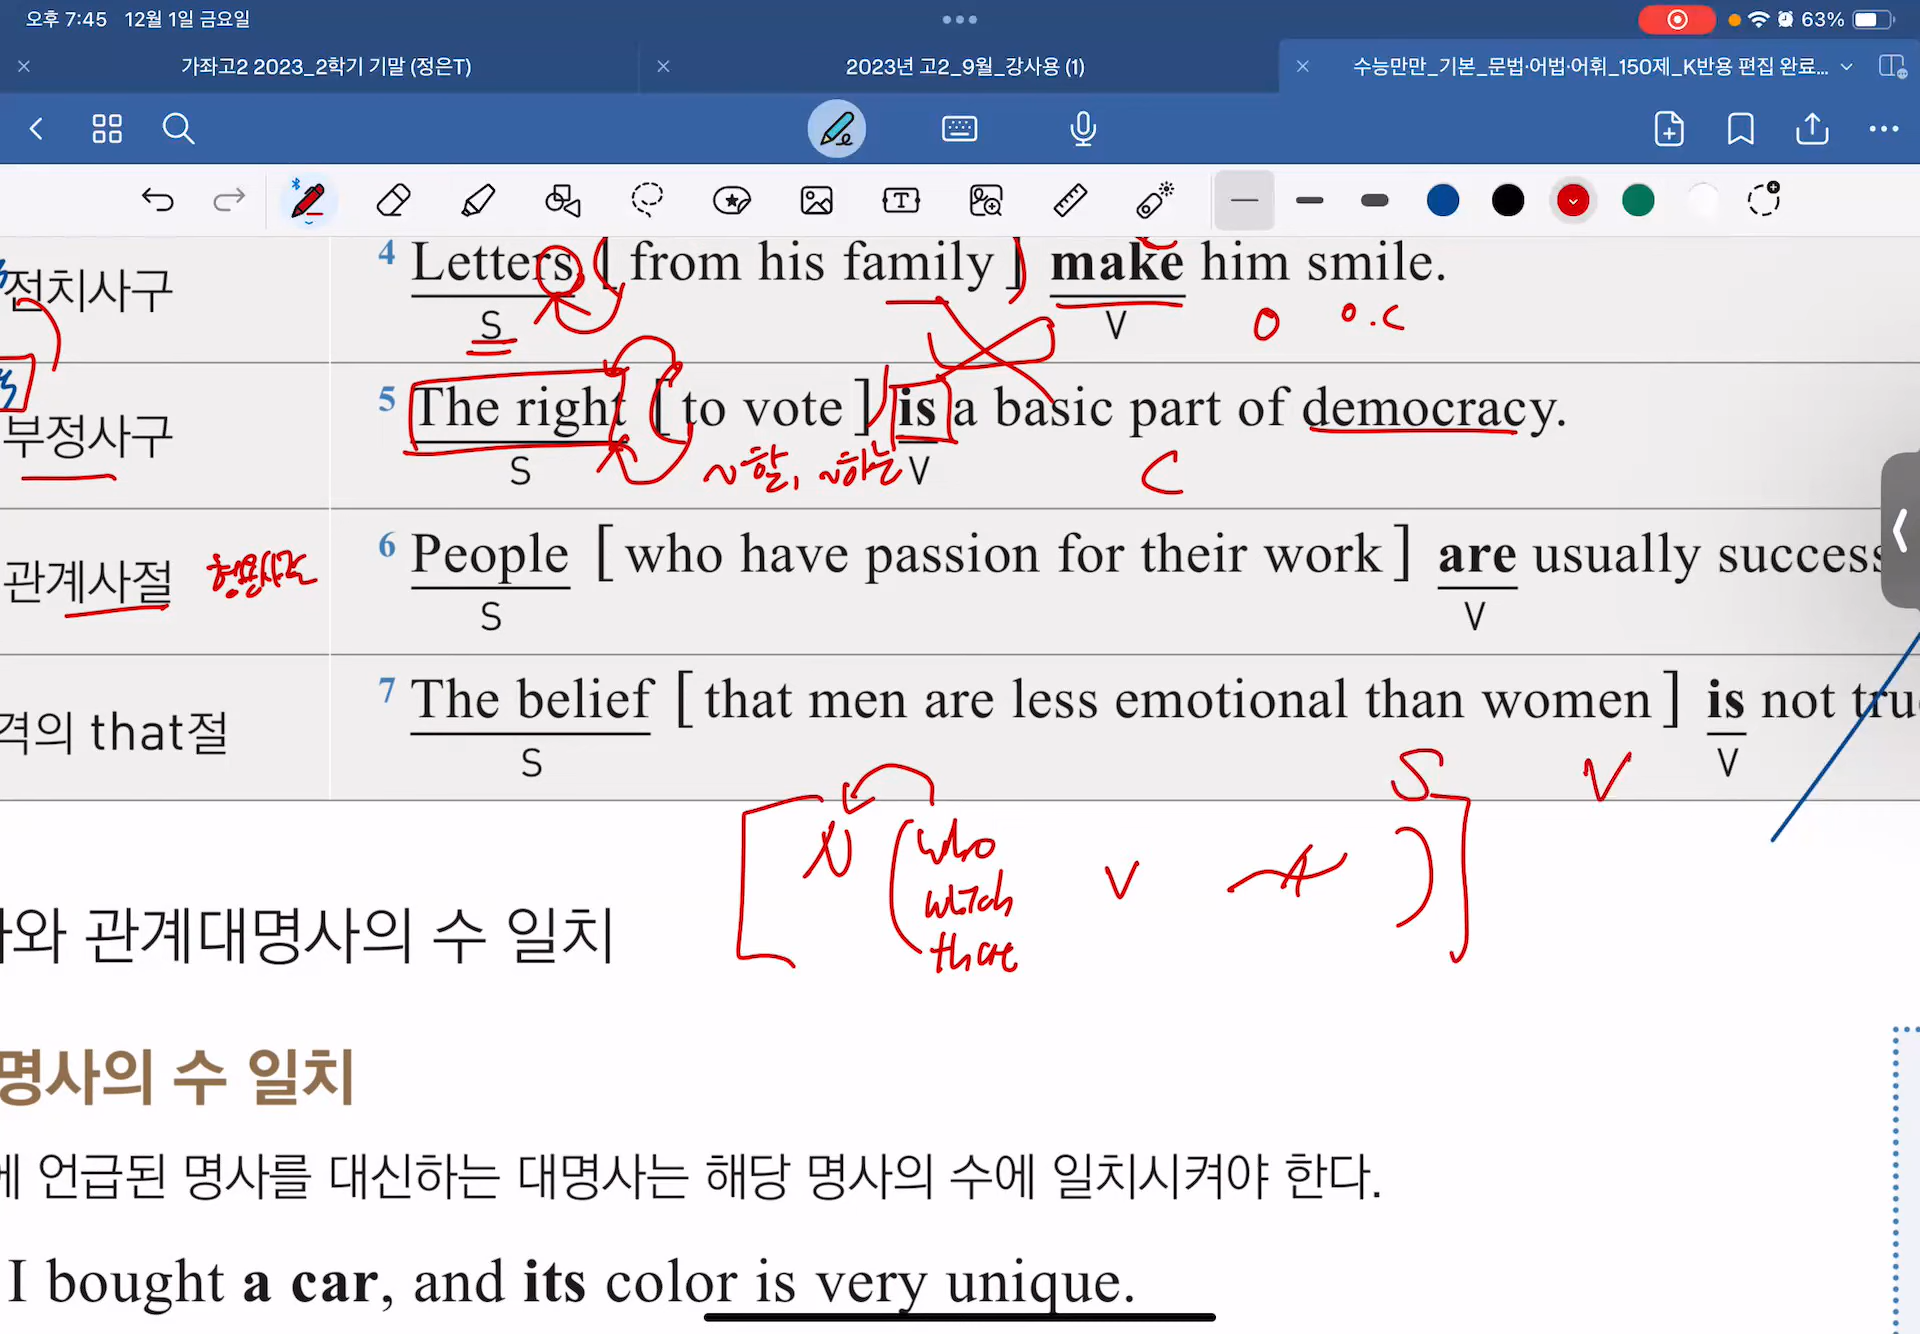 오후 7:45 12월 1일 금요일
63%
가좌고2 2023_2학기 기말 (정은T)
2023년 고2_9월_강사용 (1)
수능만만_기본_문법·어법·어휘_150제_K반용 편집 완료...
전치사구
4 Letters [ from his family ] make him smile.
S V O O.C
부정사구
5 The right [ to vote ] is a basic part of democracy.
S ~할, ~하는 V C
관계사절 형용사절
6 People [ who have passion for their work ] are usually success
S V
격의 that절
7 The belief [ that men are less emotional than women ] is not tru
S V
S V
N ( who V )
which
that
와 관계대명사의 수 일치
명사의 수 일치
에 언급된 명사를 대신하는 대명사는 해당 명사의 수에 일치시켜야 한다.
I bought a car, and its color is very unique.